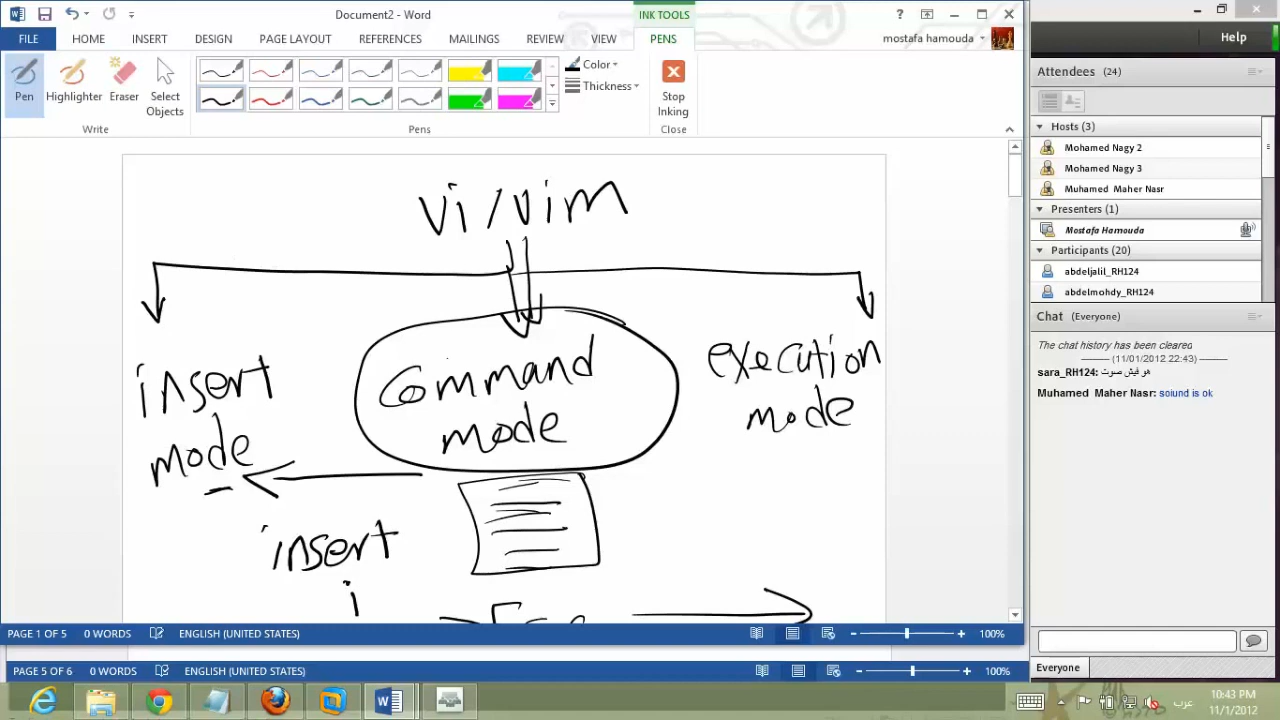 Document2 - Word
INK TOOLS
FILE HOME INSERT DESIGN PAGE LAYOUT REFERENCES MAILINGS REVIEW VIEW PENS
mostafa hamouda
Pen Highlighter Eraser Select Objects
Color
Thickness
Stop Inking
Write Pens Close
vi/vim
insert mode
Command mode
execution mode
insert
i
PAGE 1 OF 5 0 WORDS ENGLISH (UNITED STATES) 100%
PAGE 5 OF 6 0 WORDS ENGLISH (UNITED STATES) 100%
Help
Attendees (24)
Hosts (3)
Mohamed Nagy 2
Mohamed Nagy 3
Muhamed Maher Nasr
Presenters (1)
Mostafa Hamouda
Participants (20)
abdeljalil_RH124
abdelmohdy_RH124
Chat (Everyone)
The chat history has been cleared
------------ (11/01/2012 22:43) ------------
sara_RH124: هو فيش صوت
Muhamed Maher Nasr: soiund is ok
Everyone
عرب
10:43 PM
11/1/2012